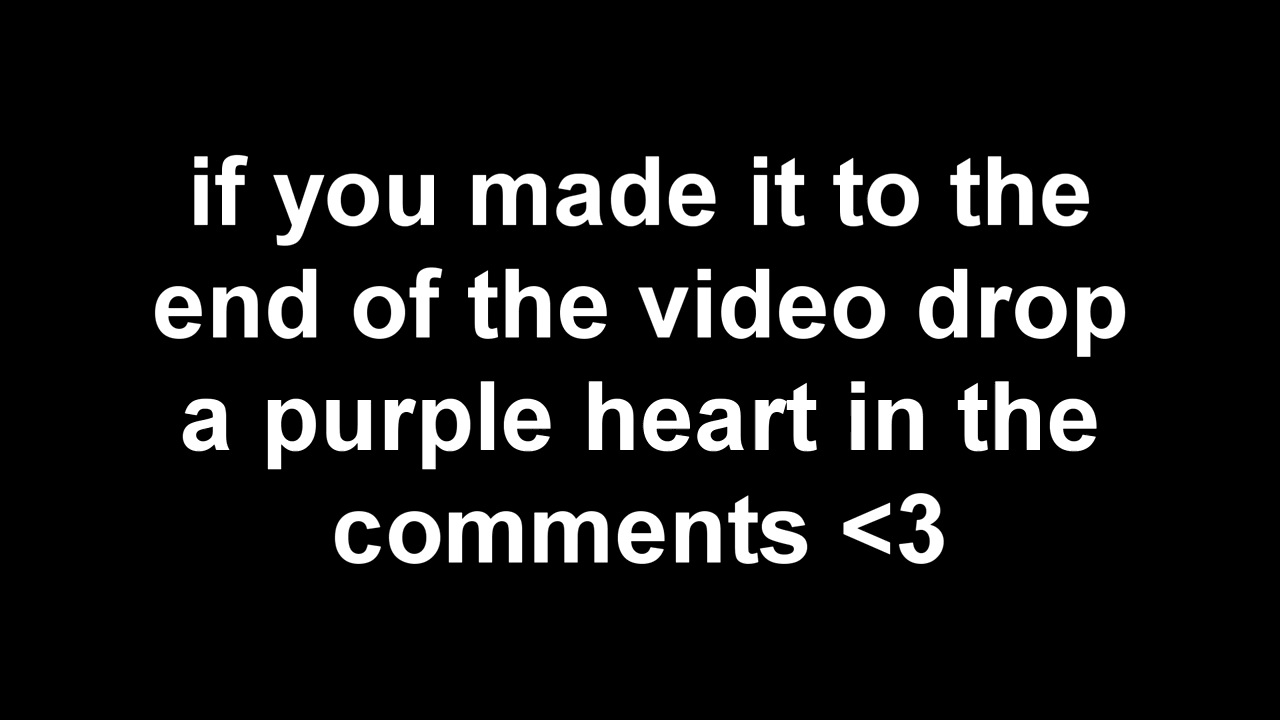 if you made it to the
end of the video drop
a purple heart in the
comments <3